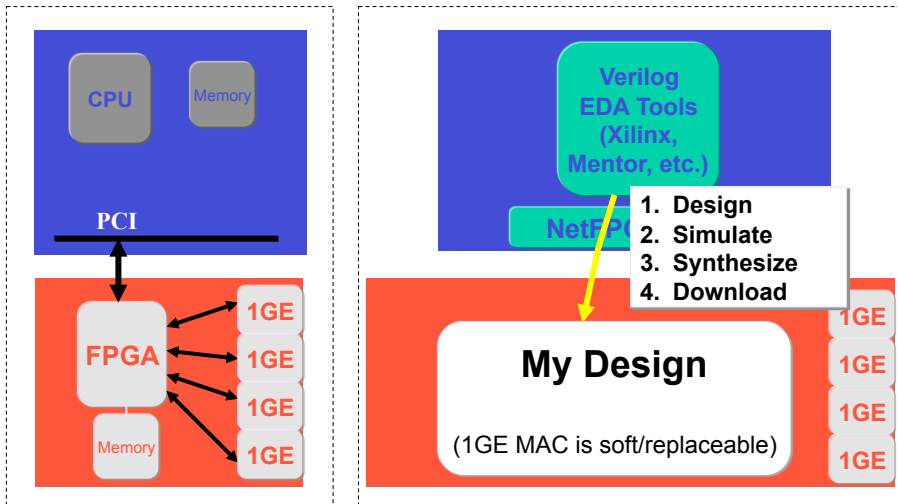 CPU
Memory
PCI
FPGA
Memory
1GE
1GE
1GE
1GE
Verilog
EDA Tools
(Xilinx,
Mentor, etc.)
1. Design
2. Simulate
3. Synthesize
4. Download
My Design
(1GE MAC is soft/replaceable)
1GE
1GE
1GE
1GE